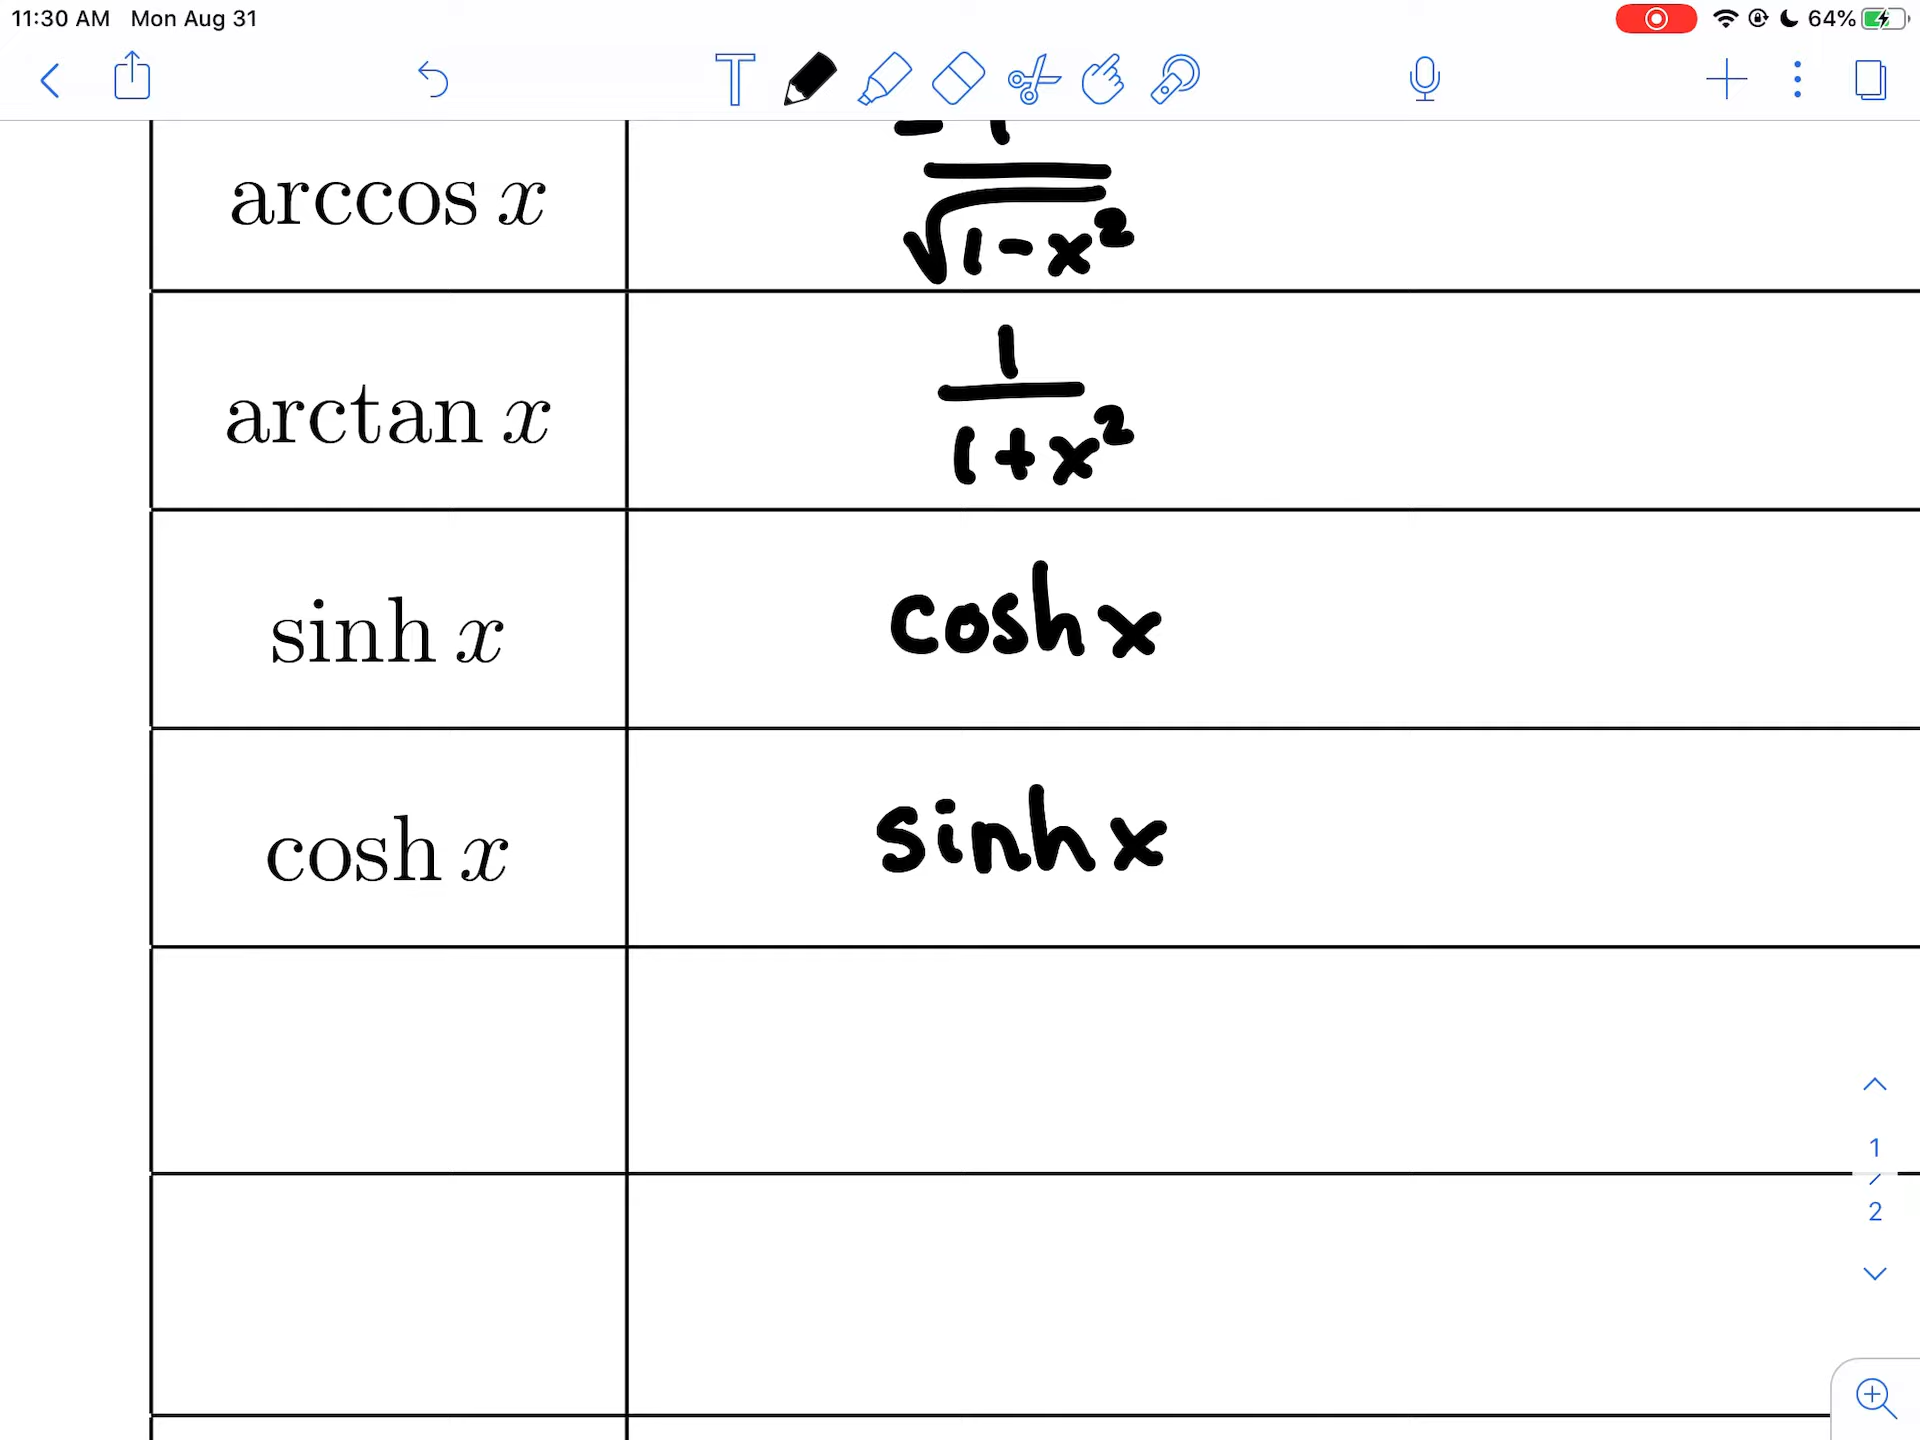 11:30 AM Mon Aug 31 64%
arccos x
-1
√1-x²
arctan x
1
1+x²
sinh x cosh x
cosh x sinh x
1
2